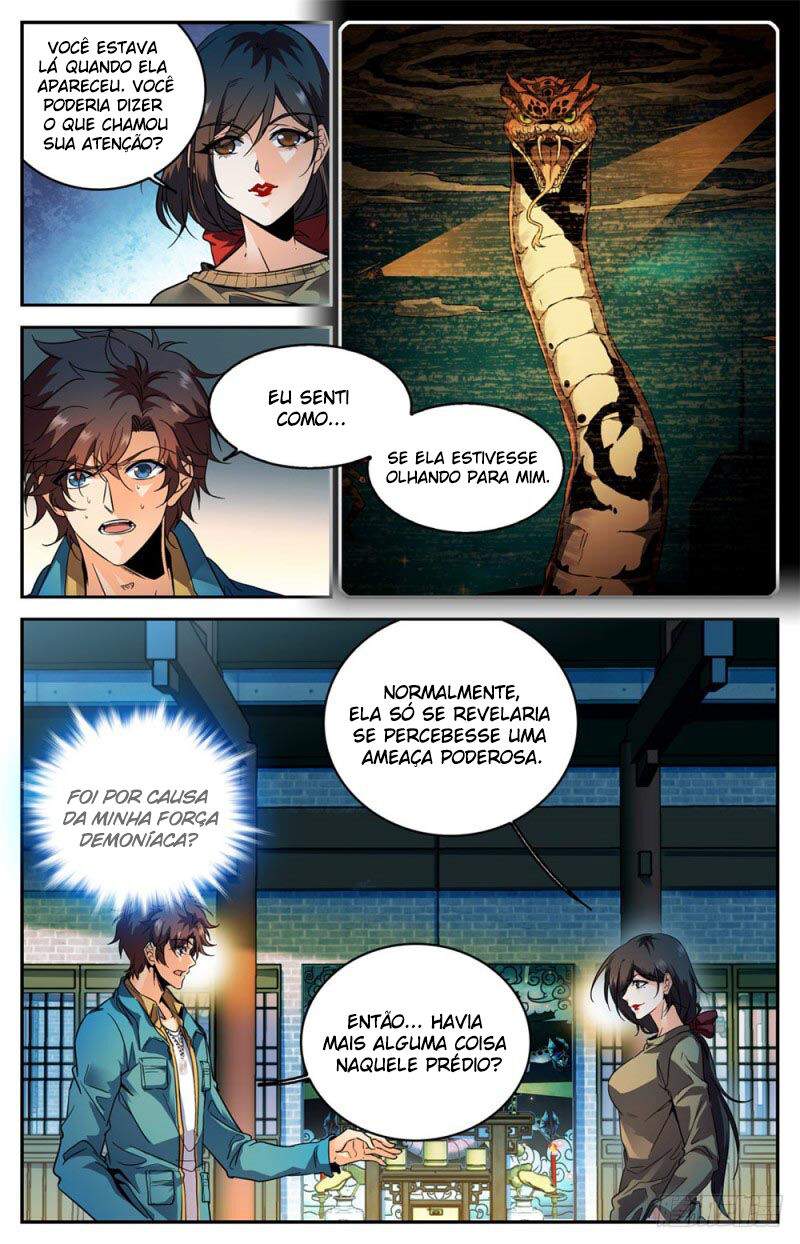 VOCÊ ESTAVA
LÁ QUANDO ELA
APARECEU. VOCÊ
PODERIA DIZER
O QUE CHAMOU
SUA ATENÇÃO?
EU SENTI
COMO...
SE ELA ESTIVESSE
OLHANDO PARA MIM.
NORMALMENTE,
ELA SÓ SE REVELARIA
SE PERCEBESSE UMA
AMEAÇA PODEROSA.
FOI POR CAUSA
DA MINHA FORÇA
DEMONÍACA?
ENTÃO... HAVIA
MAIS ALGUMA COISA
NAQUELE PRÉDIO?